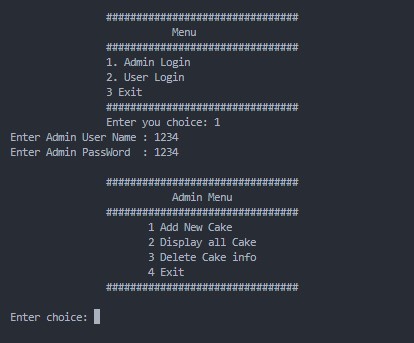 ################################
Menu
################################
1. Admin Login
2. User Login
3 Exit
################################
Enter you choice: 1
Enter Admin User Name : 1234
Enter Admin PassWord  : 1234
################################
Admin Menu
################################
1 Add New Cake
2 Display all Cake
3 Delete Cake info
4 Exit
################################
Enter choice: